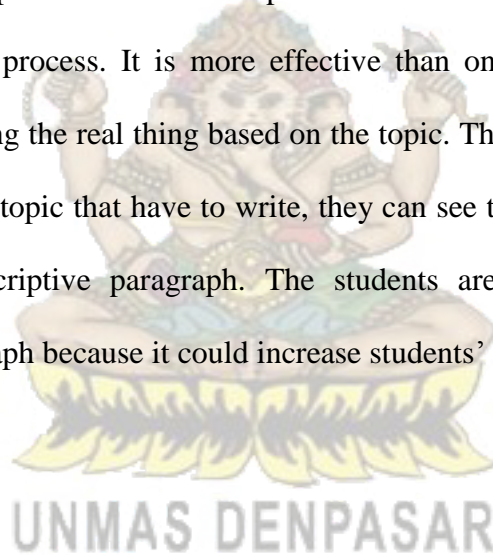 process. It is more effective than on
ng the real thing based on the topic. Th
topic that have to write, they can see t
criptive paragraph. The students are
aph because it could increase students’
UNMAS DENPASAR